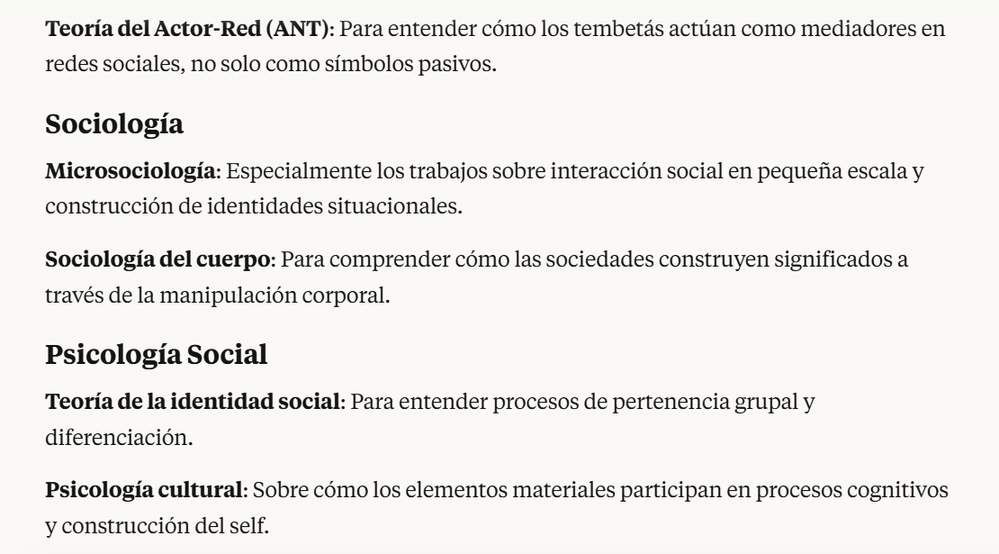 Teoría del Actor-Red (ANT): Para entender cómo los tembetás actúan como mediadores en
redes sociales, no solo como símbolos pasivos.
Sociología
Microsociología: Especialmente los trabajos sobre interacción social en pequeña escala y
construcción de identidades situacionales.
Sociología del cuerpo: Para comprender cómo las sociedades construyen significados a
través de la manipulación corporal.
Psicología Social
Teoría de la identidad social: Para entender procesos de pertenencia grupal y
diferenciación.
Psicología cultural: Sobre cómo los elementos materiales participan en procesos cognitivos
y construcción del self.